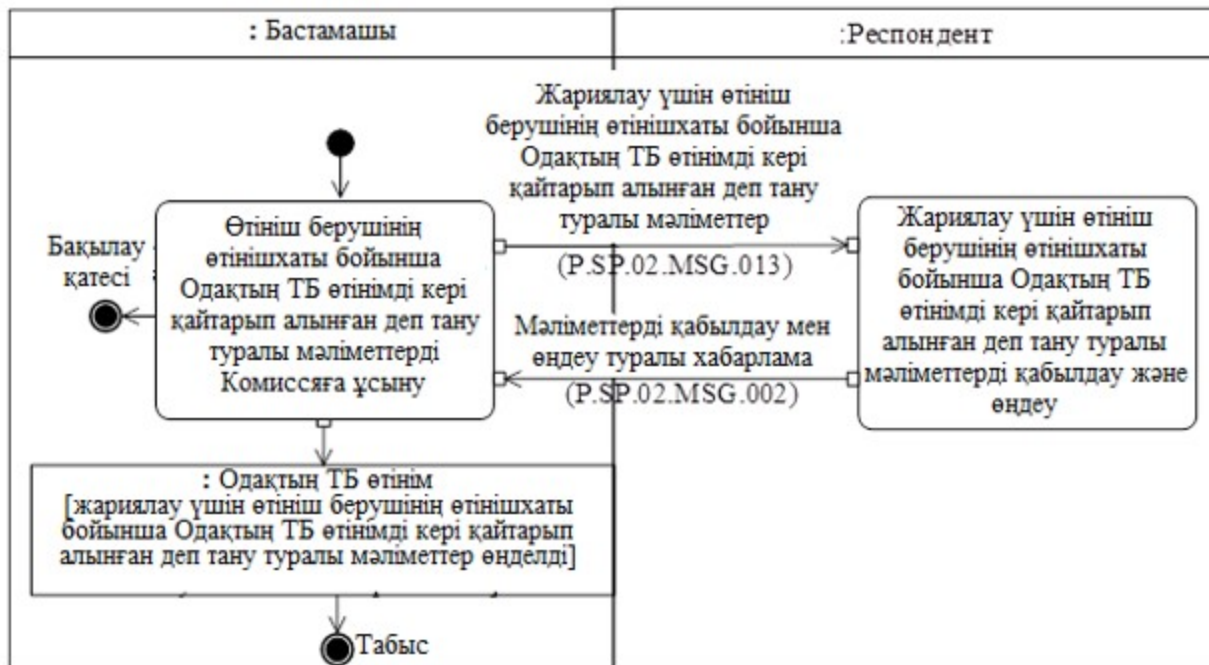 : Бастамашы
:Респондент
Жариялау үшін өтініш
берушінің өтінішхаты бойынша
Одақтың ТБ өтінімді кері
қайтарып алынған деп тану
туралы мәліметтер
(P.SP.02.MSG.013)
Бақылау
қатесі
Өтініш берушінің
өтінішхаты бойынша
Одақтың ТБ өтінімді кері
қайтарып алынған деп тану
туралы мәліметтерді
Комиссяға ұсыну
Жариялау үшін өтініш
берушінің өтінішхаты
бойынша Одақтың ТБ
өтінімді кері қайтарып
алынған деп тану туралы
мәліметтерді қабылдау және
өңдеу
Мәліметтерді қабылдау мен
өңдеу туралы хабарлама
(P.SP.02.MSG.002)
: Одақтың ТБ өтінім
[жариялау үшін өтініш берушінің өтінішхаты
бойынша Одақтың ТБ өтінімді кері қайтарып
алынған деп тану туралы мәліметтер өңделді]
Табыс